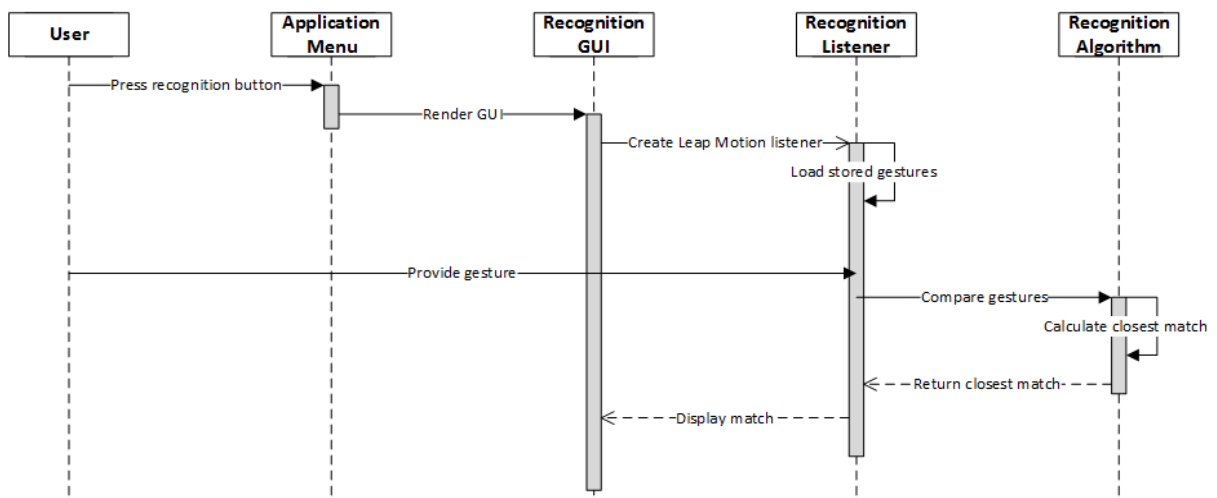 User
Application
Menu
Recognition
GUI
Recognition
Listener
Recognition
Algorithm
Press recognition button
Render GUI
Create Leap Motion listener
Load stored gestures
Provide gesture
Compare gestures
Calculate closest match
Return closest match
Display match